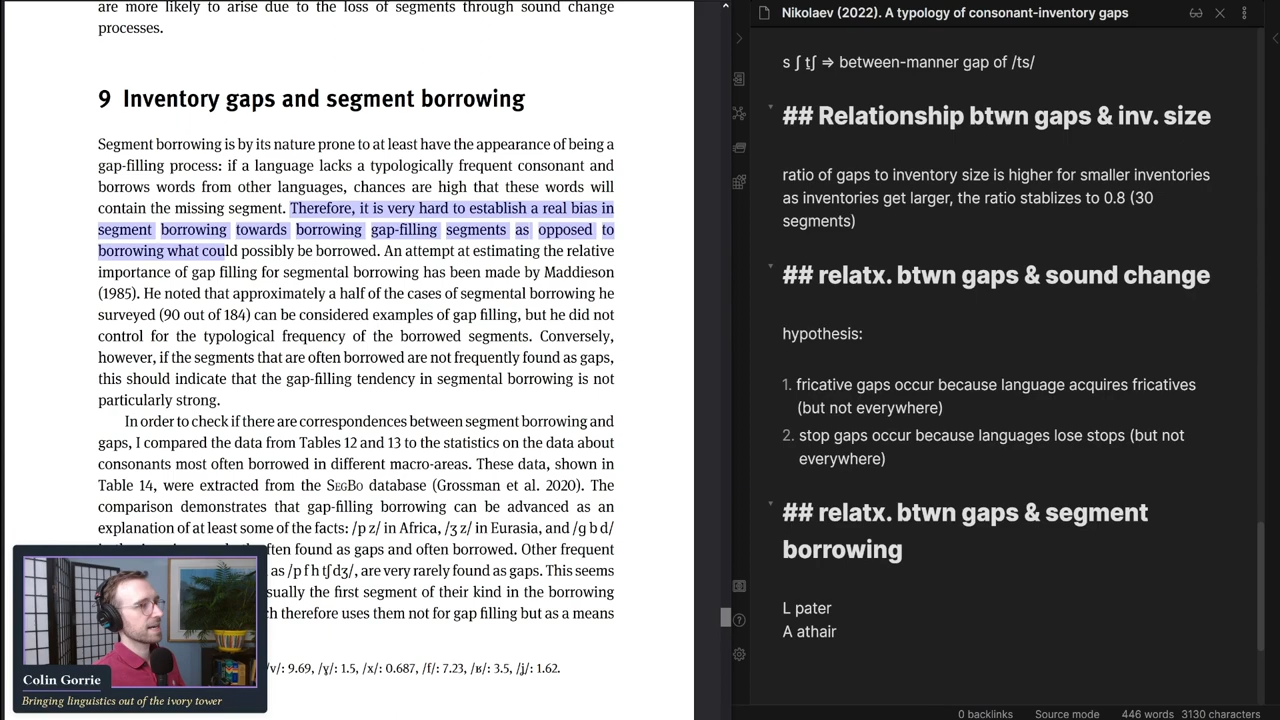 are more likely to arise due to the loss of segments through sound change
processes.
9 Inventory gaps and segment borrowing
Segment borrowing is by its nature prone to at least have the appearance of being a
gap-filling process: if a language lacks a typologically frequent consonant and
borrows words from other languages, chances are high that these words will
contain the missing segment. Therefore, it is very hard to establish a real bias in
segment borrowing towards borrowing gap-filling segments as opposed to
borrowing what could possibly be borrowed. An attempt at estimating the relative
importance of gap filling for segmental borrowing has been made by Maddieson
(1985). He noted that approximately a half of the cases of segmental borrowing he
surveyed (90 out of 184) can be considered examples of gap filling, but he did not
control for the typological frequency of the borrowed segments. Conversely,
however, if the segments that are often borrowed are not frequently found as gaps,
this should indicate that the gap-filling tendency in segmental borrowing is not
particularly strong.
In order to check if there are correspondences between segment borrowing and
gaps, I compared the data from Tables 12 and 13 to the statistics on the data about
consonants most often borrowed in different macro-areas. These data, shown in
Table 14, were extracted from the SEGBO database (Grossman et al. 2020). The
comparison demonstrates that gap-filling borrowing can be advanced as an
explanation of at least some of the facts: /p z/ in Africa, /ʒ z/ in Eurasia, and /ɡ b d/
often found as gaps and often borrowed. Other frequent
as /p f h tʃ dʒ/, are very rarely found as gaps. This seems
the first segment of their kind in the borrowing
therefore uses them not for gap filling but as a means
/v/: 9.69, /ɣ/: 1.5, /x/: 0.687, /f/: 7.23, /ʁ/: 3.5, /ʝ/: 1.62.
Colin Gorrie
Bringing linguistics out of the ivory tower
Nikolaev (2022). A typology of consonant-inventory gaps
s ʃ t̠ʃ ⇒ between-manner gap of /ts/
## Relationship btwn gaps & inv. size
ratio of gaps to inventory size is higher for smaller inventories
as inventories get larger, the ratio stablizes to 0.8 (30
segments)
## relatx. btwn gaps & sound change
hypothesis:
1. fricative gaps occur because language acquires fricatives
(but not everywhere)
2. stop gaps occur because languages lose stops (but not
everywhere)
## relatx. btwn gaps & segment
borrowing
L pater
A athair
0 backlinks Source mode 446 words 3130 characters